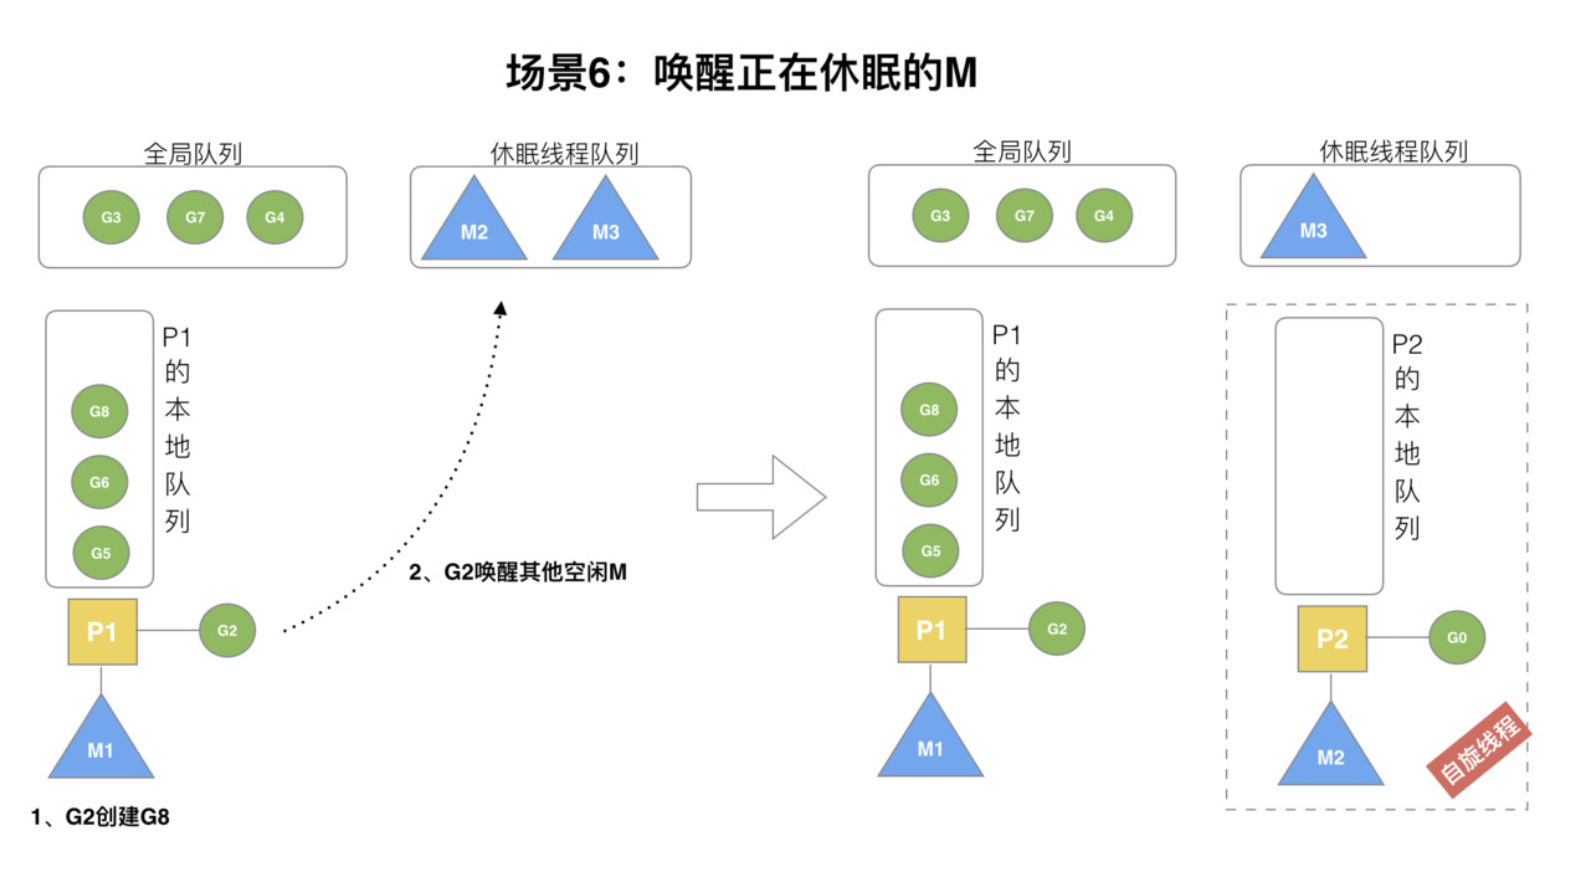 场景6：唤醒正在休眠的M
全局队列
G3
G7
G4
休眠线程队列
M2
M3
P1的本地队列
G8
G6
G5
P1
G2
M1
1、G2创建G8
2、G2唤醒其他空闲M
全局队列
G3
G7
G4
休眠线程队列
M3
P1的本地队列
G8
G6
G5
P1
G2
M1
P2的本地队列
P2
G0
M2
自旋线程